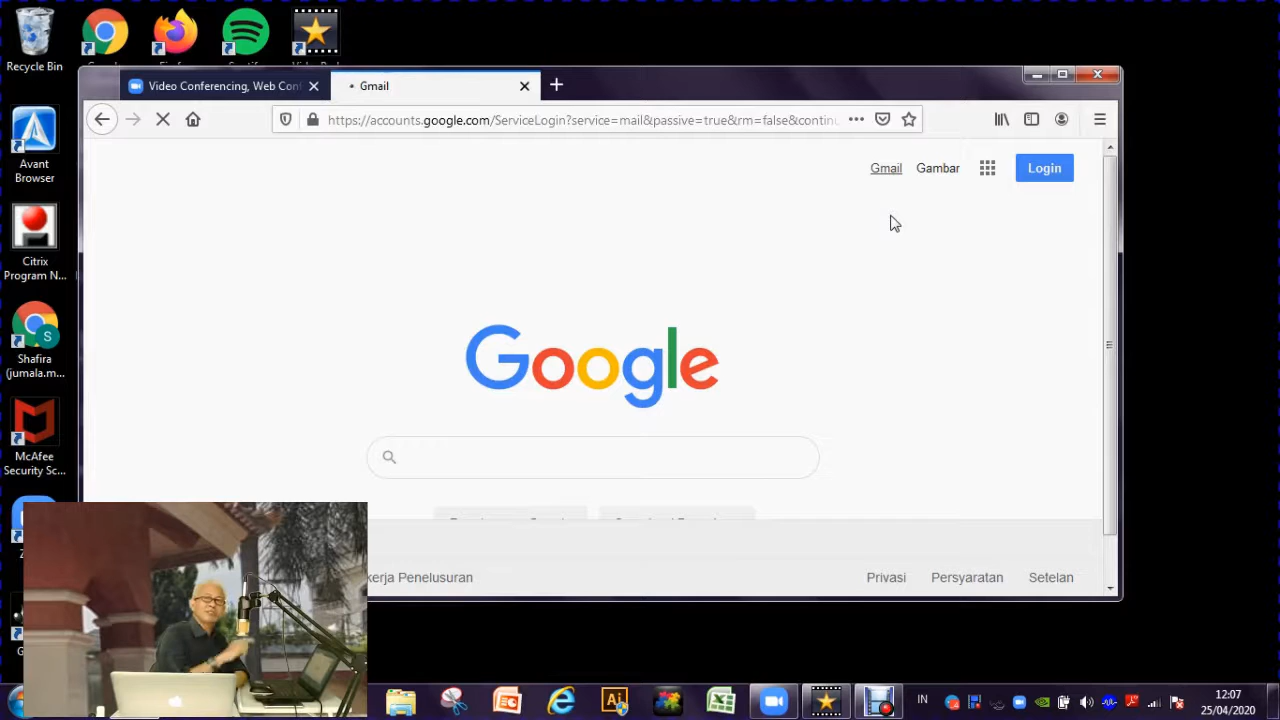 Recycle Bin
Avant
Browser
Citrix
Program N...
Shafira
(jumala.m...
McAfee
Security Sc...
Video Conferencing, Web Con
Gmail
https://accounts.google.com/ServiceLogin?service=mail&passive=true&rm=false&contin
Gmail
Gambar
Login
Google
kerja Penelusuran
Privasi
Persyaratan
Setelan
IN
12:07
25/04/2020